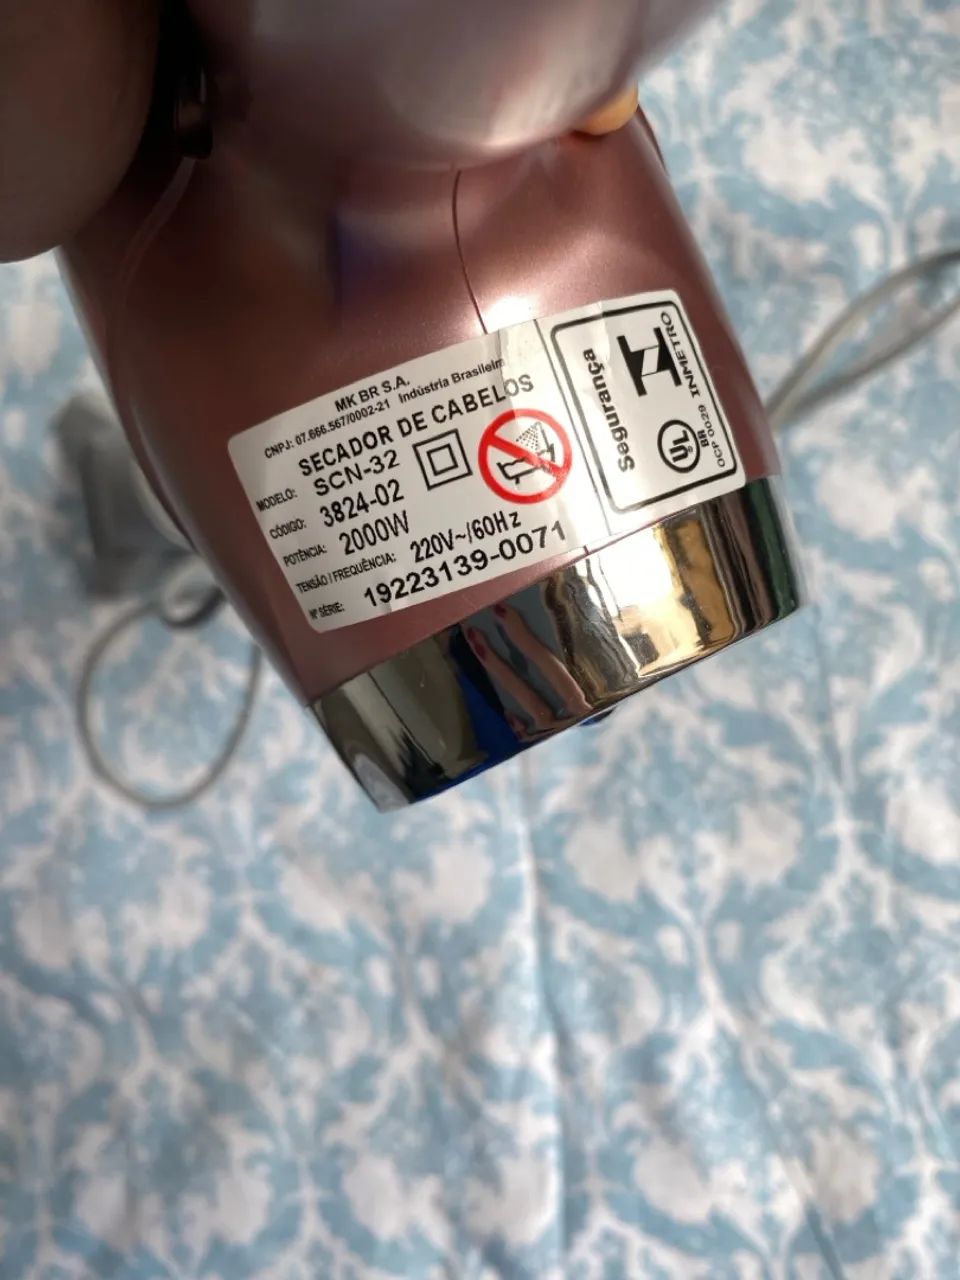 MK BR S.A.
CNPJ: 07.666.567/0002-21 Indústria Brasileira
SECADOR DE CABELOS
MODELO: SCN-32
CÓDIGO: 3824-02
POTÊNCIA: 2000W
TENSÃO / FREQUÊNCIA: 220V~/60Hz
Nº SÉRIE: 19223139-0071
Segurança
UL
BR
OCP 0029
INMETRO